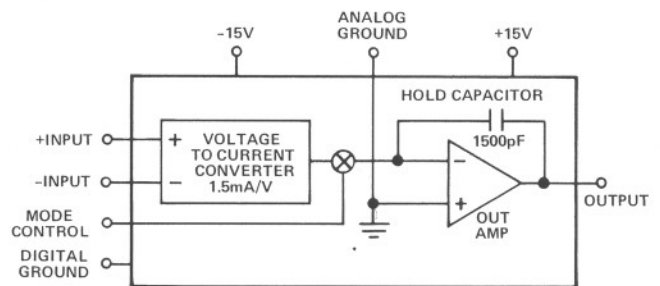 -15V
ANALOG
GROUND
+15V
HOLD CAPACITOR
1500pF
+INPUT
+
VOLTAGE
TO CURRENT
CONVERTER
1.5mA/V
-INPUT
−
−
+
OUT
AMP
OUTPUT
MODE
CONTROL
DIGITAL
GROUND